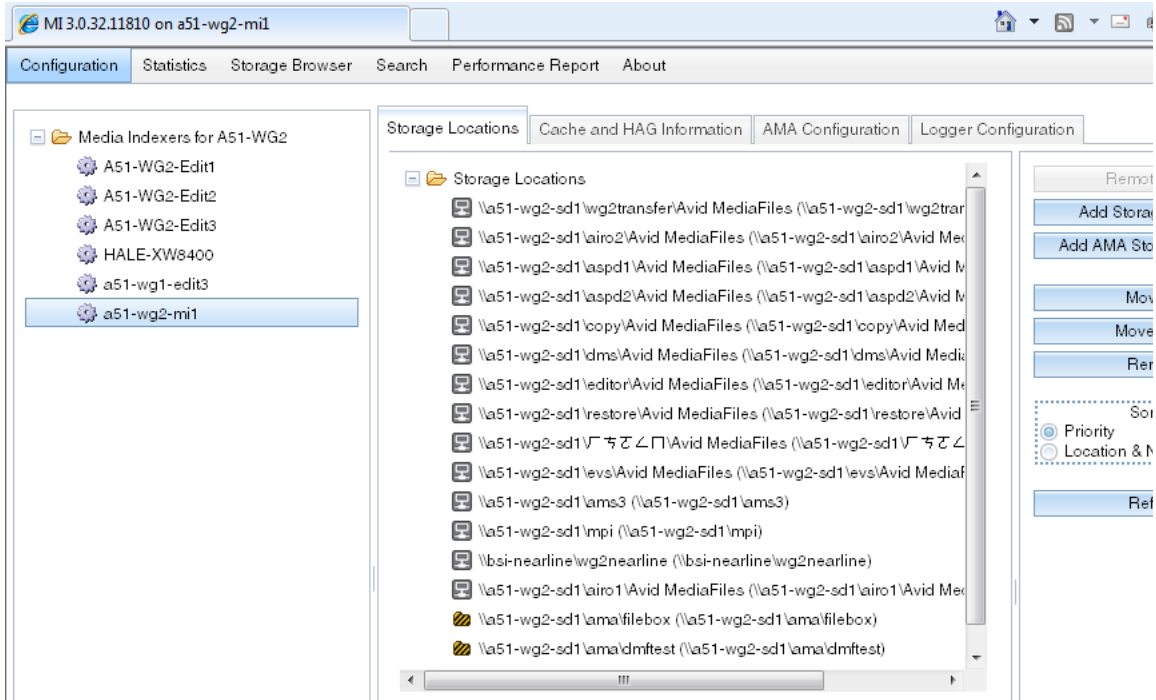 MI 3.0.32.11810 on a51-wg2-mi1
Configuration Statistics Storage Browser Search Performance Report About
Media Indexers for A51-WG2
A51-WG2-Edit1
A51-WG2-Edit2
A51-WG2-Edit3
HALE-XW8400
a51-wg1-edit3
a51-wg2-mi1
Storage Locations Cache and HAG Information AMA Configuration Logger Configuration
Storage Locations
\\a51-wg2-sd1\wg2transfer\Avid MediaFiles (\\a51-wg2-sd1\wg2tran
\\a51-wg2-sd1\airo2\Avid MediaFiles (\\a51-wg2-sd1\airo2\Avid Med
\\a51-wg2-sd1\aspd1\Avid MediaFiles (\\a51-wg2-sd1\aspd1\Avid M
\\a51-wg2-sd1\aspd2\Avid MediaFiles (\\a51-wg2-sd1\aspd2\Avid M
\\a51-wg2-sd1\copy\Avid MediaFiles (\\a51-wg2-sd1\copy\Avid Med
\\a51-wg2-sd1\dms\Avid MediaFiles (\\a51-wg2-sd1\dms\Avid Media
\\a51-wg2-sd1\editor\Avid MediaFiles (\\a51-wg2-sd1\editor\Avid Me
\\a51-wg2-sd1\restore\Avid MediaFiles (\\a51-wg2-sd1\restore\Avid
\\a51-wg2-sd1\ \Avid MediaFiles (\\a51-wg2-sd1\
\\a51-wg2-sd1\evs\Avid MediaFiles (\\a51-wg2-sd1\evs\Avid MediaF
\\a51-wg2-sd1\ams3 (\\a51-wg2-sd1\ams3)
\\a51-wg2-sd1\mpi (\\a51-wg2-sd1\mpi)
\\bsi-nearline\wg2nearline (\\bsi-nearline\wg2nearline)
\\a51-wg2-sd1\airo1\Avid MediaFiles (\\a51-wg2-sd1\airo1\Avid Med
\\a51-wg2-sd1\ama\filebox (\\a51-wg2-sd1\ama\filebox)
\\a51-wg2-sd1\ama\dmftest (\\a51-wg2-sd1\ama\dmftest)
Remot
Add Storag
Add AMA Sto
Mov
Move
Rer
Sor
Priority
Location & N
Ref